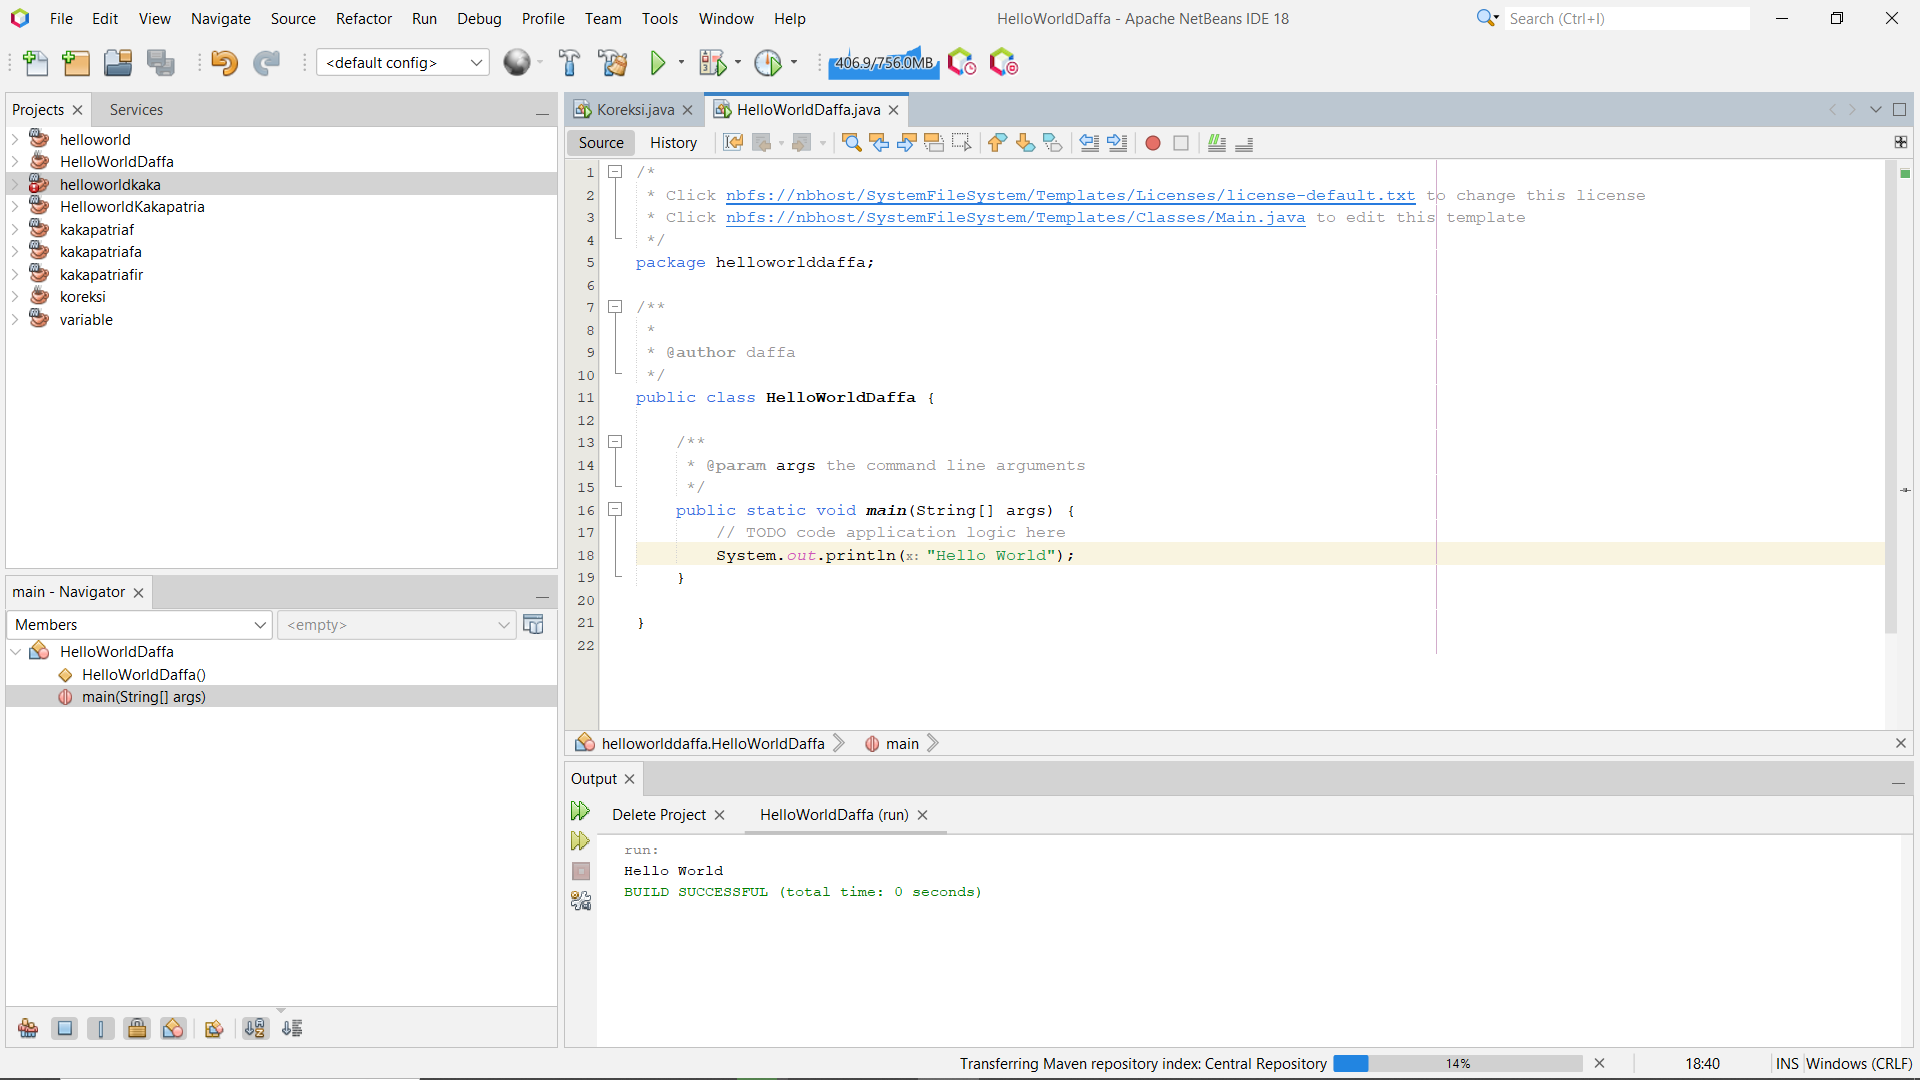 File Edit View Navigate Source Refactor Run Debug Profile Team Tools Window Help
HelloWorldDaffa - Apache NetBeans IDE 18
Search (Ctrl+I)
<default config>
406.9/756.0MB
Projects
Services
helloworld
HelloWorldDaffa
helloworldkaka
HelloworldKakapatria
kakapatriaf
kakapatriafa
kakapatriafir
koreksi
variable
main - Navigator
Members
<empty>
HelloWorldDaffa
HelloWorldDaffa()
main(String[] args)
Koreksi.java
HelloWorldDaffa.java
Source
History
1 /*
2 * Click nbfs://nbhost/SystemFileSystem/Templates/Licenses/license-default.txt to change this license
3 * Click nbfs://nbhost/SystemFileSystem/Templates/Classes/Main.java to edit this template
4 */
5 package helloworlddaffa;
6
7 /**
8 *
9 * @author daffa
10 */
11 public class HelloWorldDaffa {
12
13 /**
14 * @param args the command line arguments
15 */
16 public static void main(String[] args) {
17 // TODO code application logic here
18 System.out.println(x: "Hello World");
19 }
20
21 }
22
helloworlddaffa.HelloWorldDaffa
main
Output
Delete Project
HelloWorldDaffa (run)
run:
Hello World
BUILD SUCCESSFUL (total time: 0 seconds)
Transferring Maven repository index: Central Repository
14%
18:40
INS
Windows (CRLF)